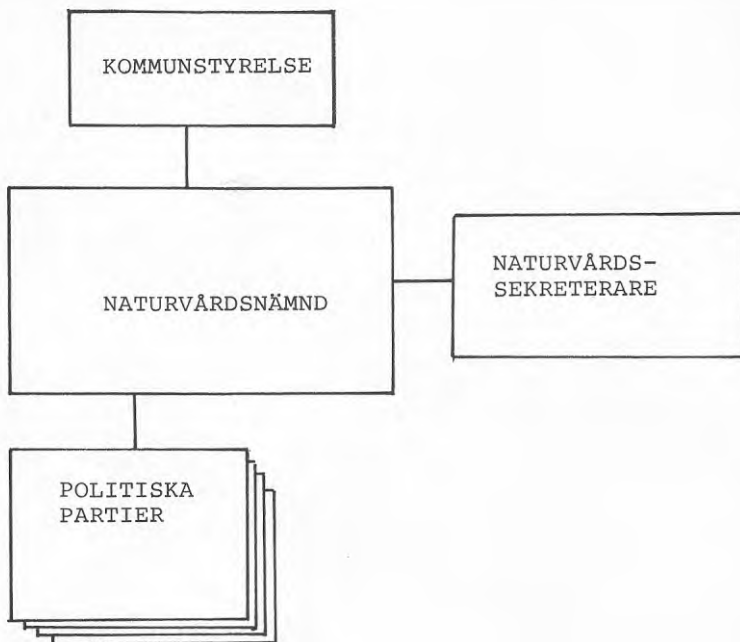 KOMMUNSTYRELSE
NATURVÅRDSNÄMND
NATURVÅRDS-
SEKRETERARE
POLITISKA
PARTIER